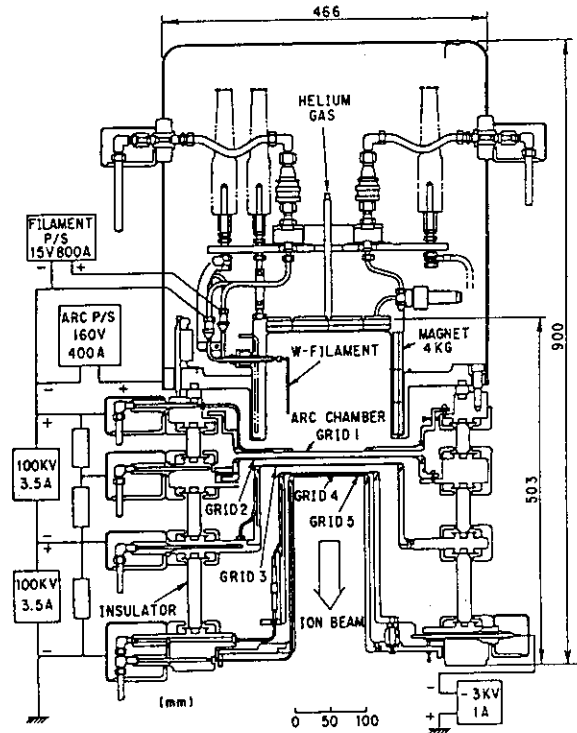 466
HELIUM
GAS
FILAMENT
P/S
15V800A
- +
ARC P/S
160V
400A
- +
W-FILAMENT
MAGNET
4KG
900
ARC CHAMBER
GRID 1
+
100KV
3.5A
-
GRID 2
GRID 4
GRID 5
GRID 3
503
+
100KV
3.5A
-
INSULATOR
ION BEAM
(mm)
0 50 100
-
+
-3KV
1A